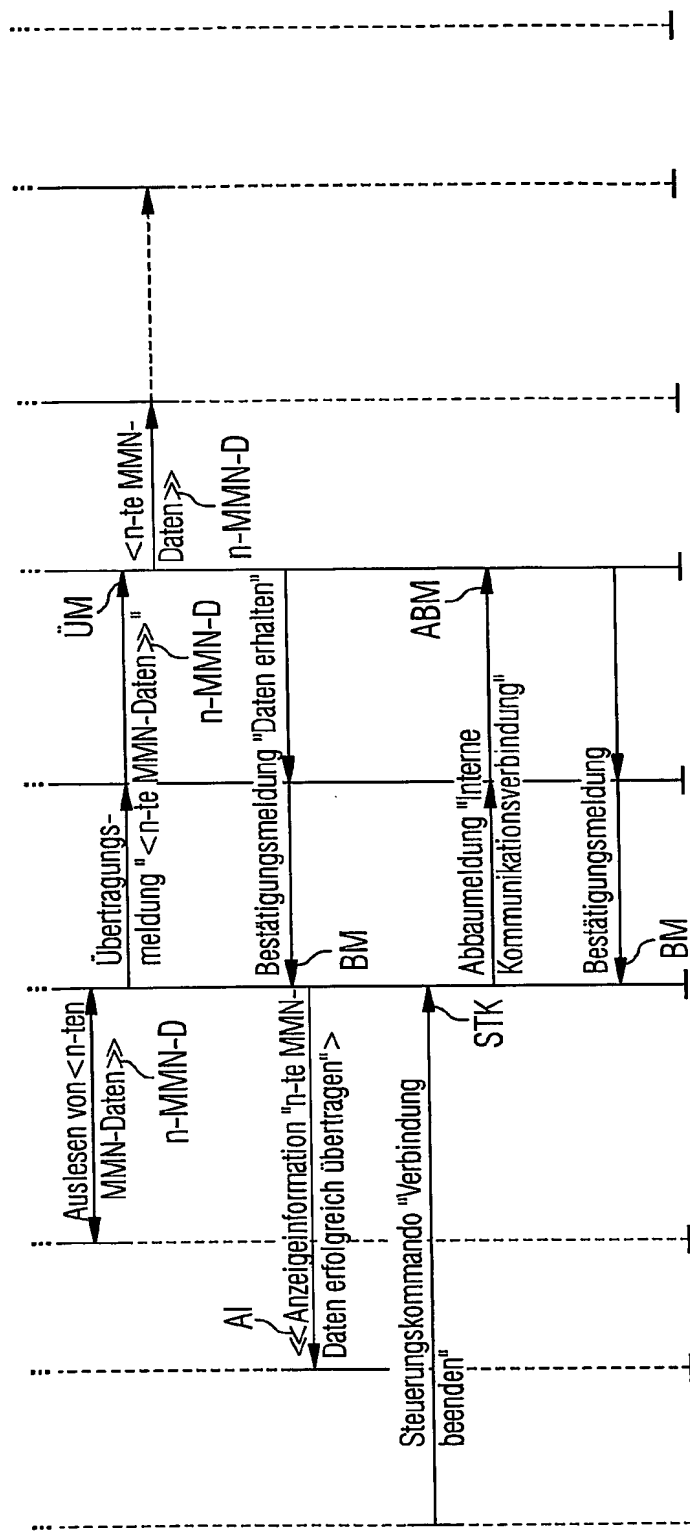 Auslesen von<n-ten
MMN-Daten>>
n-MMN-D
Übertragungs-
meldung "<n-te MMN-Daten>>"
n-MMN-D
ÜM
<n-te MMN-
Daten>>
n-MMN-D
Bestätigungsmeldung "Daten erhalten"
BM
AI
<<Anzeigeinformation "n-te MMN-
Daten erfolgreich übertragen">
Steuerungskommando "Verbindung
beenden"
STK
Abbaumeldung "Interne
Kommunikationsverbindung"
ABM
Bestätigungsmeldung
BM